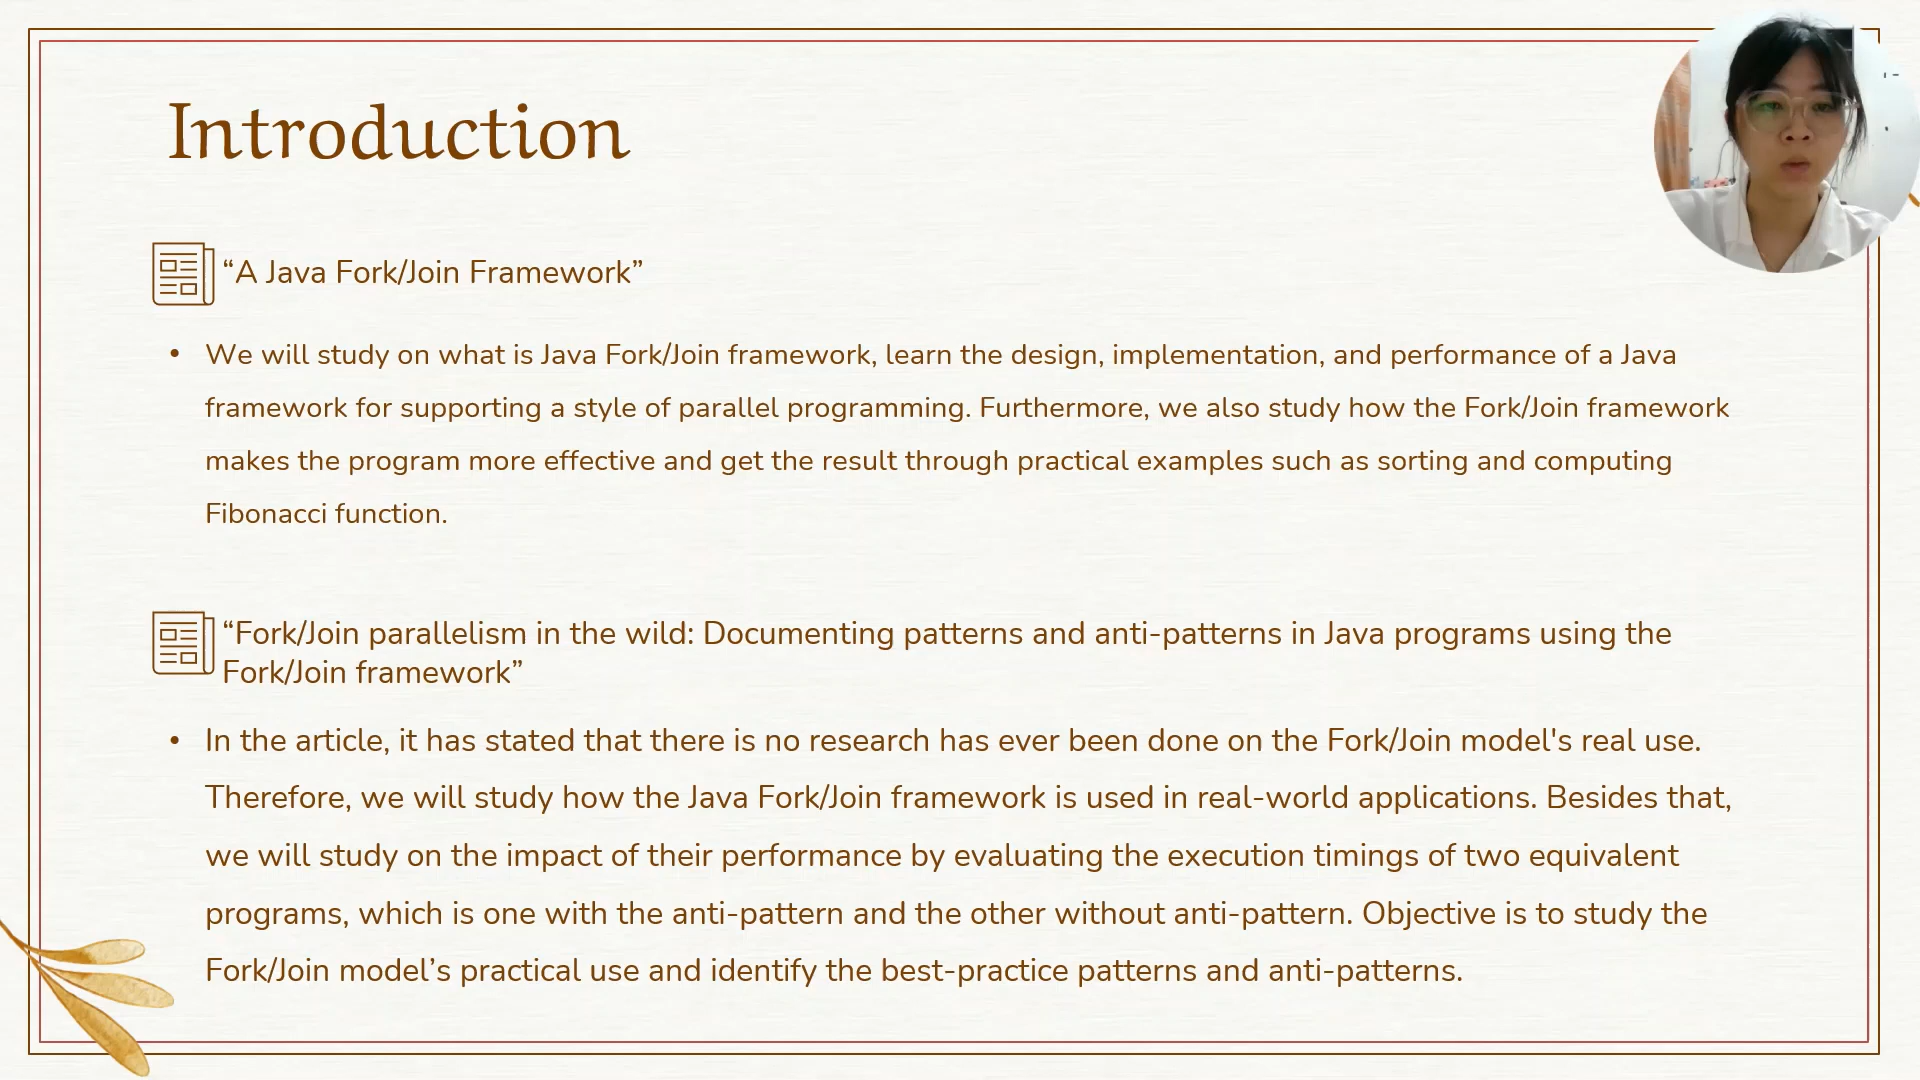 Introduction
“A Java Fork/Join Framework”
• We will study on what is Java Fork/Join framework, learn the design, implementation, and performance of a Java
framework for supporting a style of parallel programming. Furthermore, we also study how the Fork/Join framework
makes the program more effective and get the result through practical examples such as sorting and computing
Fibonacci function.
“Fork/Join parallelism in the wild: Documenting patterns and anti-patterns in Java programs using the
Fork/Join framework”
• In the article, it has stated that there is no research has ever been done on the Fork/Join model's real use.
Therefore, we will study how the Java Fork/Join framework is used in real-world applications. Besides that,
we will study on the impact of their performance by evaluating the execution timings of two equivalent
programs, which is one with the anti-pattern and the other without anti-pattern. Objective is to study the
Fork/Join model’s practical use and identify the best-practice patterns and anti-patterns.